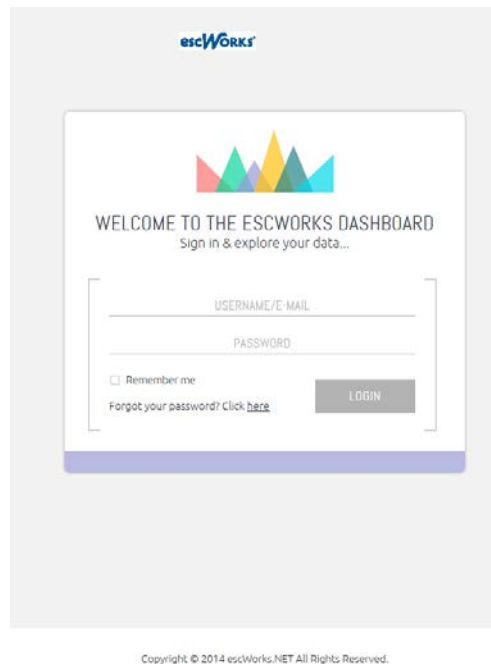 escWorks
WELCOME TO THE ESCWORKS DASHBOARD
Sign in & explore your data...
USERNAME/E-MAIL
PASSWORD
Remember me
Forgot your password? Click here
LOGIN
Copyright © 2014 escWorks.NET All Rights Reserved.